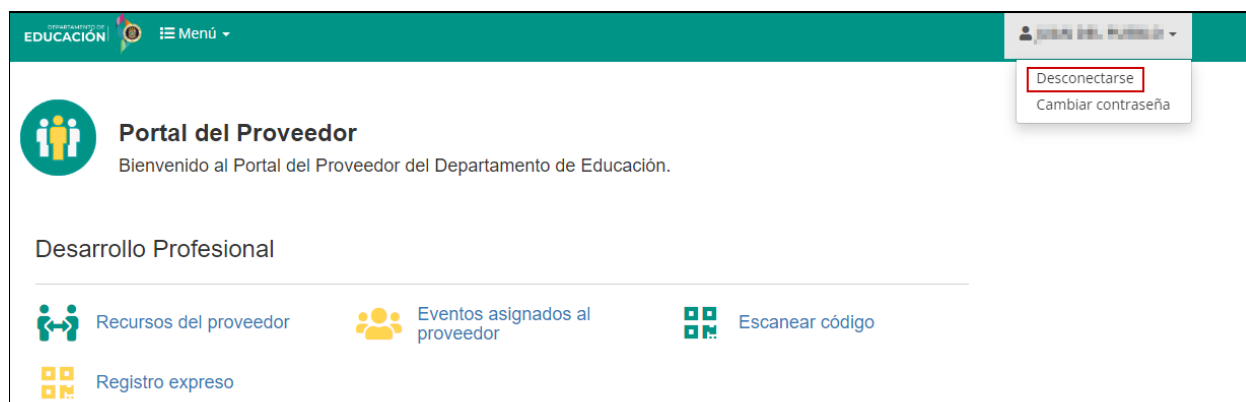 DEPARTAMENTO DE
EDUCACIÓN
Menú
Desconectarse
Cambiar contraseña
Portal del Proveedor
Bienvenido al Portal del Proveedor del Departamento de Educación.
Desarrollo Profesional
Recursos del proveedor
Eventos asignados al
proveedor
Escanear código
Registro expreso